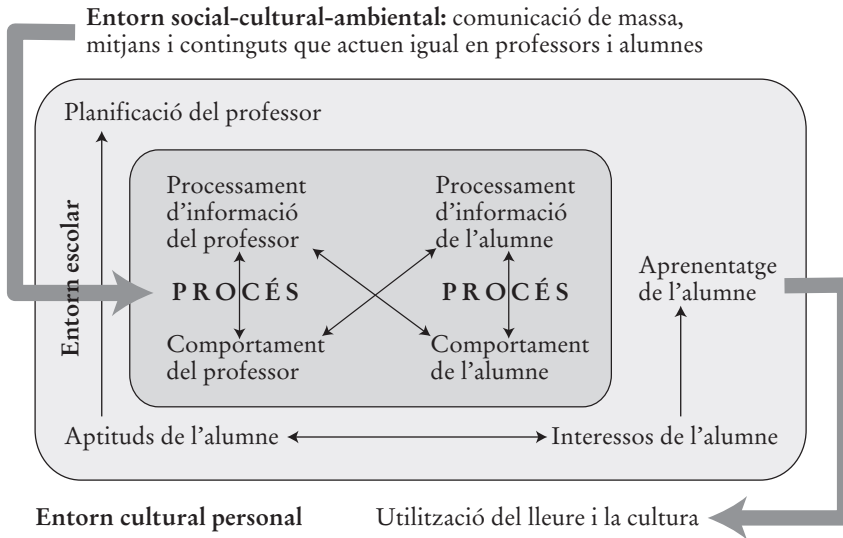 Entorn social-cultural-ambiental: comunicació de massa,
mitjans i continguts que actuen igual en professors i alumnes
Planificació del professor
Entorn escolar
Processament
d’informació
del professor
Processament
d’informació
de l’alumne
PROCÉS
PROCÉS
Comportament
del professor
Comportament
de l’alumne
Aprenentatge
de l’alumne
Aptituds de l’alumne
Interessos de l’alumne
Entorn cultural personal
Utilització del lleure i la cultura